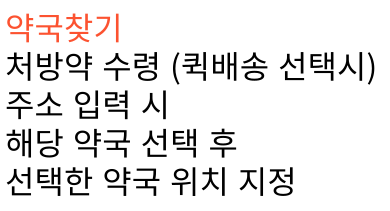 약국찾기
처방약 수령 (퀵배송 선택시)
주소 입력 시
해당 약국 선택 후
선택한 약국 위치 지정